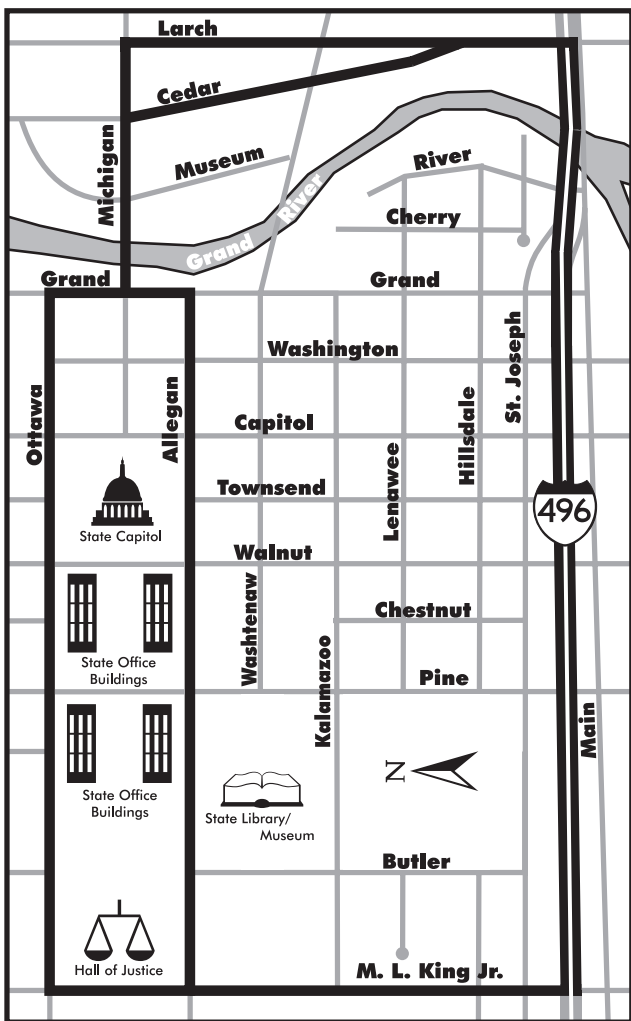 Larch
Cedar
Michigan
Museum
River
Grand River
Cherry
Grand
Grand
Washington
St. Joseph
Ottawa
Allegan
Capitol
Hillsdale
Lenawee
Townsend
State Capitol
496
Walnut
Washtenaw
Chestnut
State Office
Buildings
Kalamazoo
Pine
Main
N
State Office
Buildings
State Library/
Museum
Butler
Hall of Justice
M. L. King Jr.